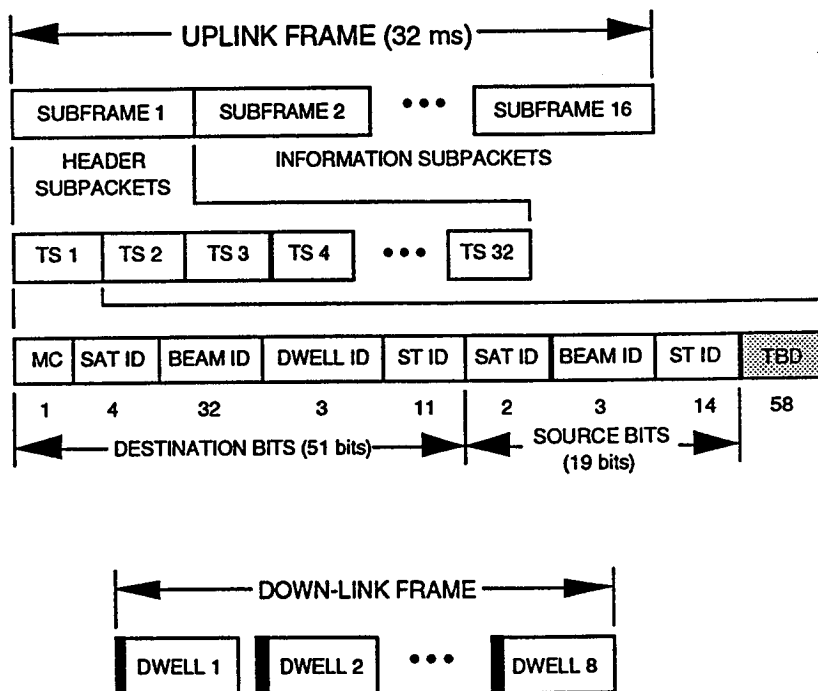 UPLINK FRAME (32 ms)
SUBFRAME 1 SUBFRAME 2 ••• SUBFRAME 16
HEADER SUBPACKETS INFORMATION SUBPACKETS
TS 1 TS 2 TS 3 TS 4 ••• TS 32
MC SAT ID BEAM ID DWELL ID ST ID SAT ID BEAM ID ST ID TBD
1 4 32 3 11 2 3 14 58
DESTINATION BITS (51 bits) SOURCE BITS (19 bits)
DOWN-LINK FRAME
DWELL 1 DWELL 2 ••• DWELL 8